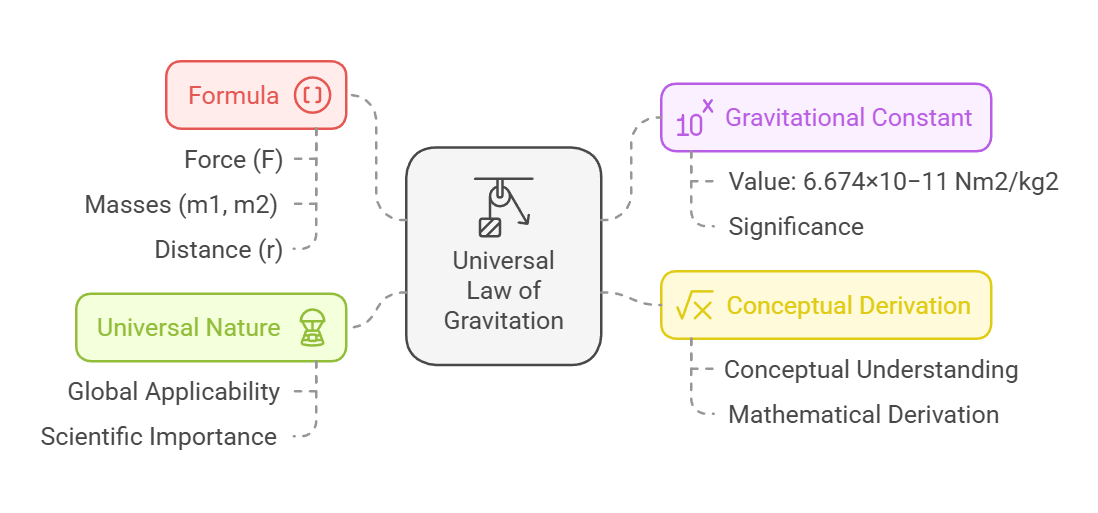 Formula
Force (F)
Masses (m1, m2)
Distance (r)
Universal Nature
Global Applicability
Scientific Importance
Universal
Law of
Gravitation
10^x Gravitational Constant
Value: 6.674×10−11 Nm2/kg2
Significance
√x Conceptual Derivation
Conceptual Understanding
Mathematical Derivation